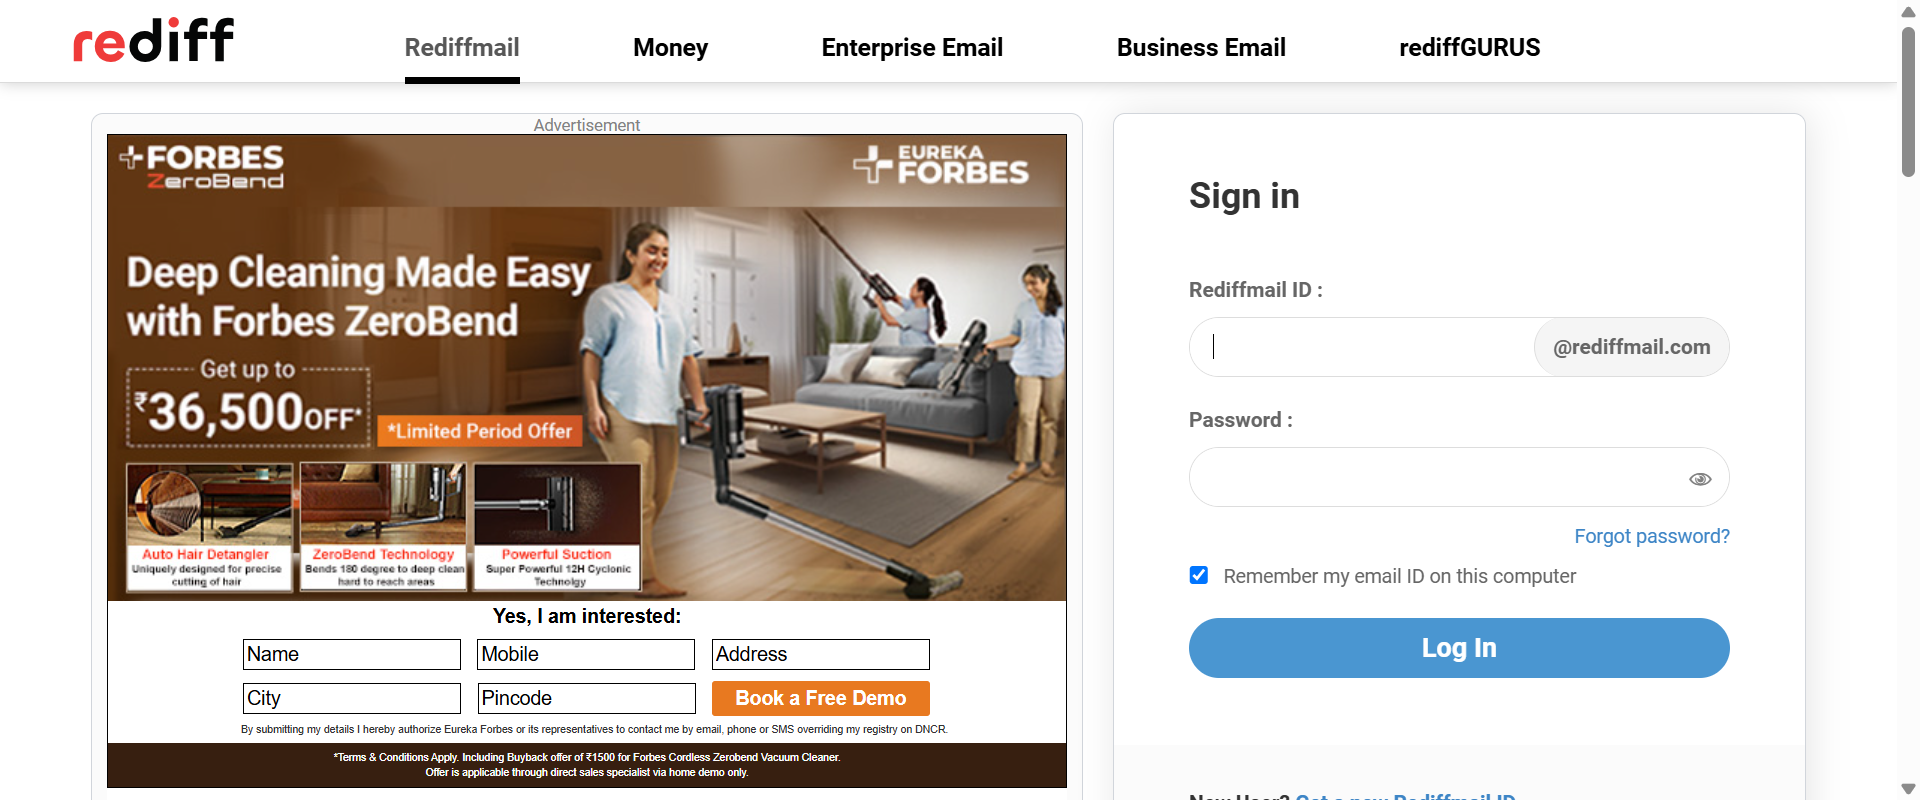 rediff
Rediffmail
Money
Enterprise Email
Business Email
rediffGURUS
Advertisement
FORBES
ZeroBend
EUREKA
FORBES
Deep Cleaning Made Easy
with Forbes ZeroBend
Get up to
₹36,500OFF*
*Limited Period Offer
Auto Hair Detangler
Uniquely designed for precise
cutting of hair
ZeroBend Technology
Bends 180 degree to deep clean
hard to reach areas
Powerful Suction
Super Powerful 12H Cyclonic
Technolgy
Yes, I am interested:
Name
Mobile
Address
City
Pincode
Book a Free Demo
By submitting my details I hereby authorize Eureka Forbes or its representatives to contact me by email, phone or SMS overriding my registry on DNCR.
*Terms & Conditions Apply. Including Buyback offer of ₹1500 for Forbes Cordless Zerobend Vacuum Cleaner.
Offer is applicable through direct sales specialist via home demo only.
Sign in
Rediffmail ID :
@rediffmail.com
Password :
Forgot password?
Remember my email ID on this computer
Log In
New User? Get a new Rediffmail ID